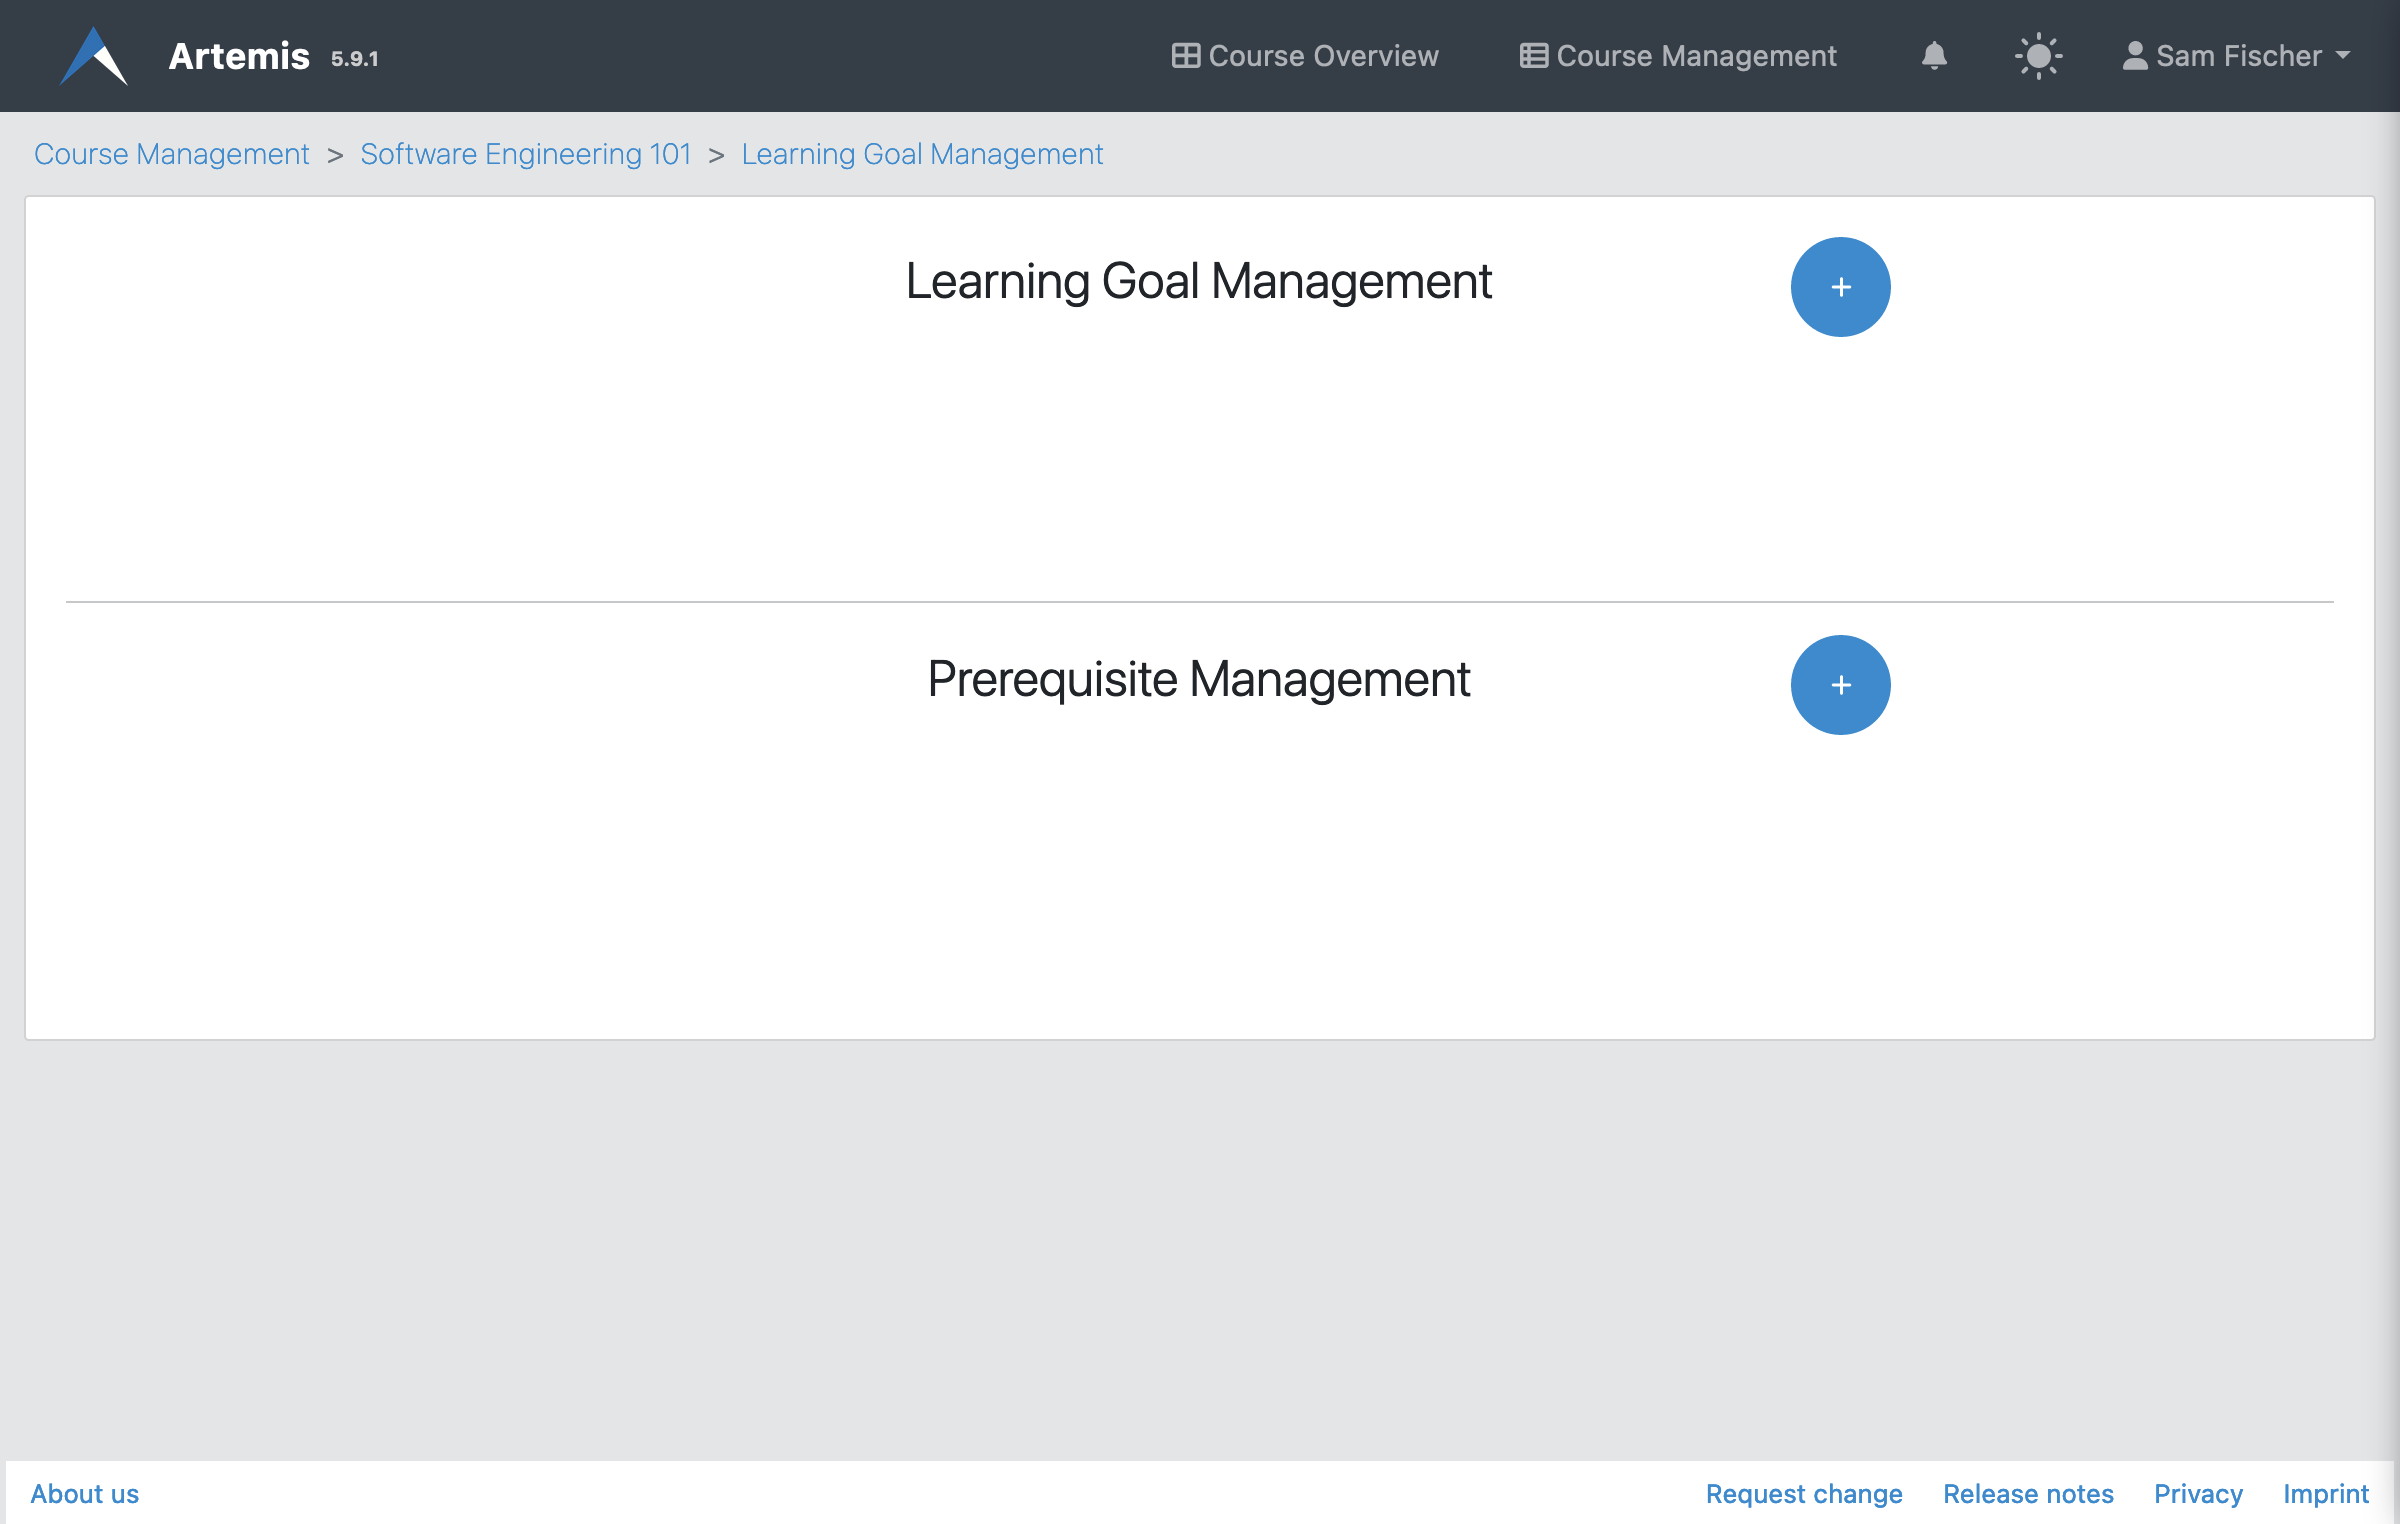 Artemis 5.9.1 Course Overview Course Management Sam Fischer
Course Management > Software Engineering 101 > Learning Goal Management
Learning Goal Management +
Prerequisite Management +
About us Request change Release notes Privacy Imprint